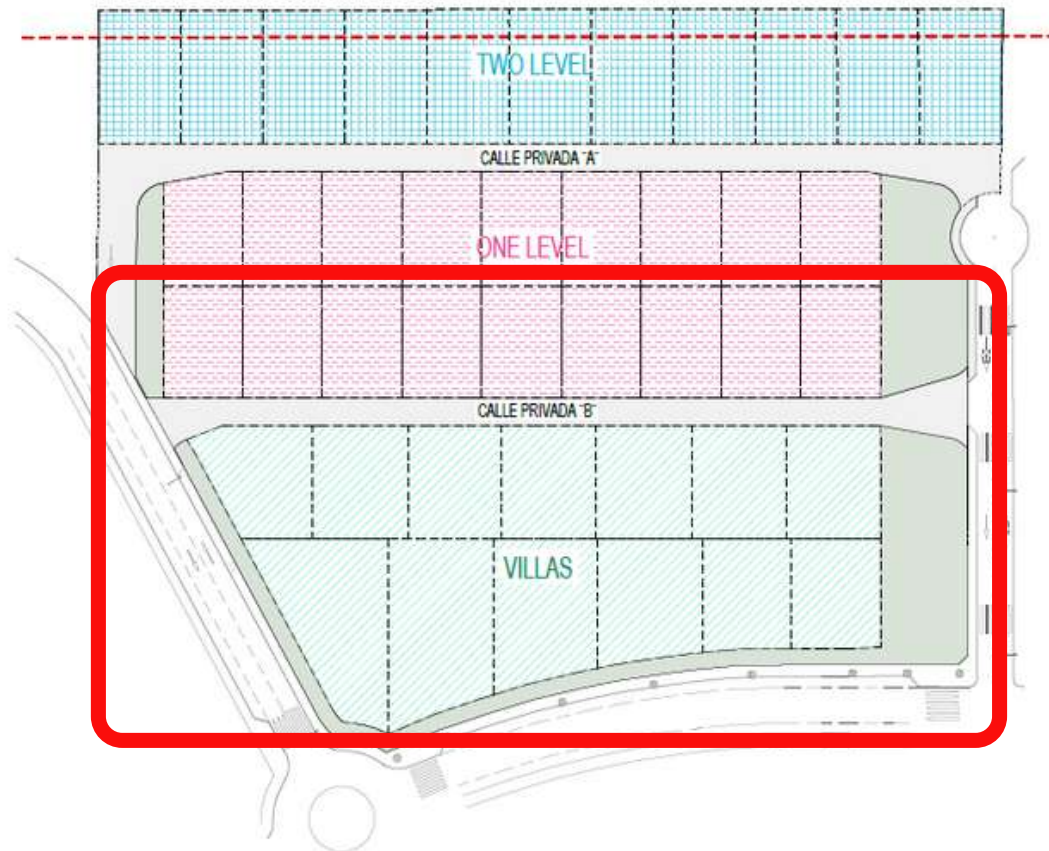 TWO LEVEL
CALLE PRIVADA "A"
ONE LEVEL
CALLE PRIVADA "B"
VILLAS